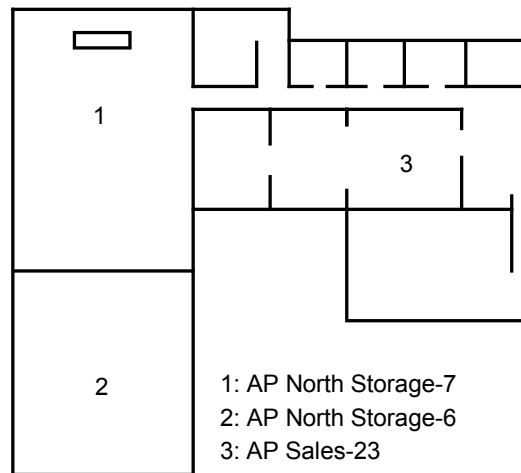 1
3
2
1: AP North Storage-7
2: AP North Storage-6
3: AP Sales-23